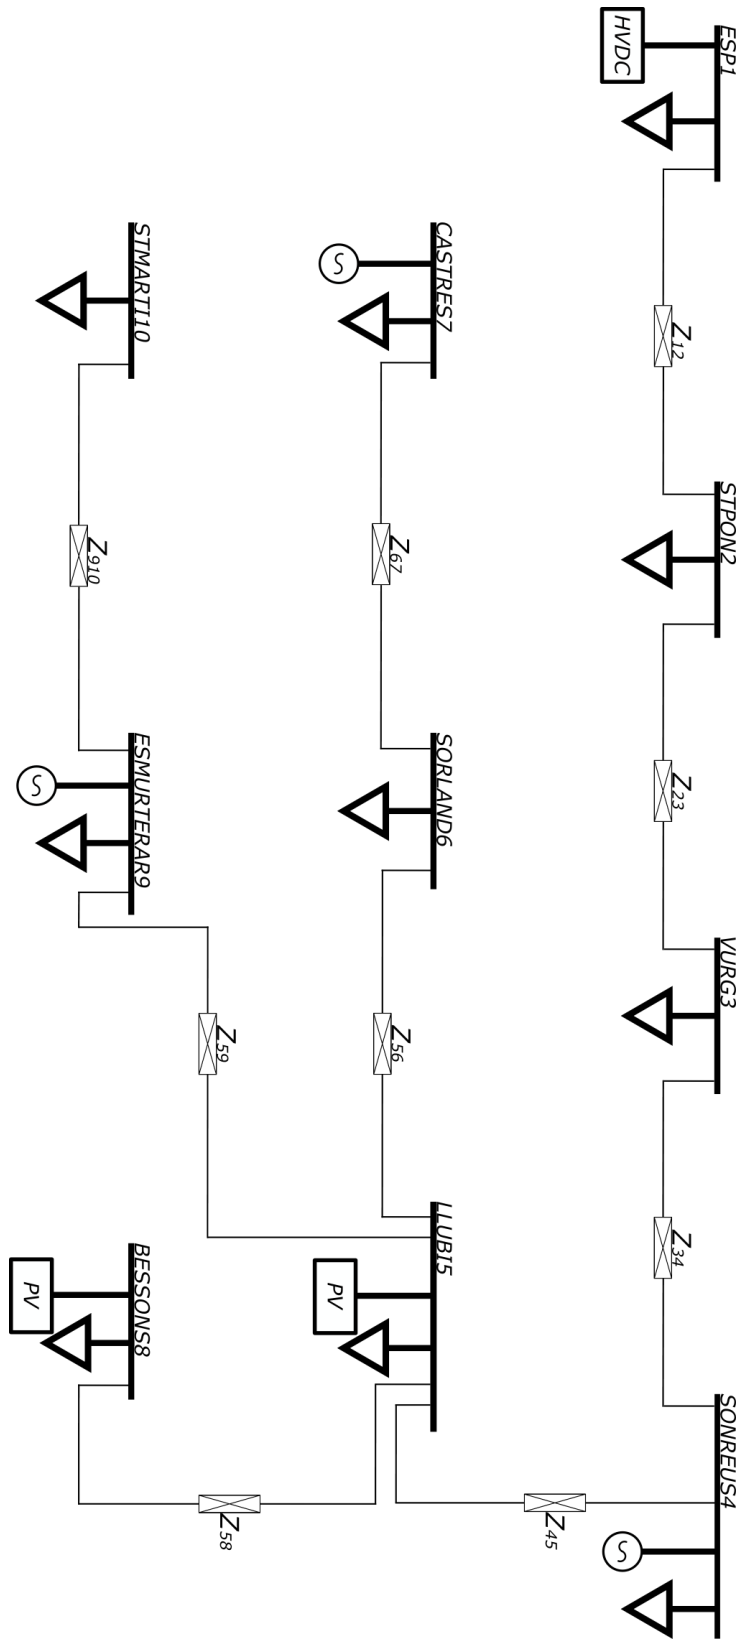 ESP1
HVDC
Z12
STPON2
Z23
VURG3
Z34
SONREUS4
S
Z45
CASTRES7
S
Z67
SORLAND6
Z56
LLUBI5
PV
STMARTI10
Z910
ESMURTERAR9
S
Z59
BESSONS8
PV
Z58